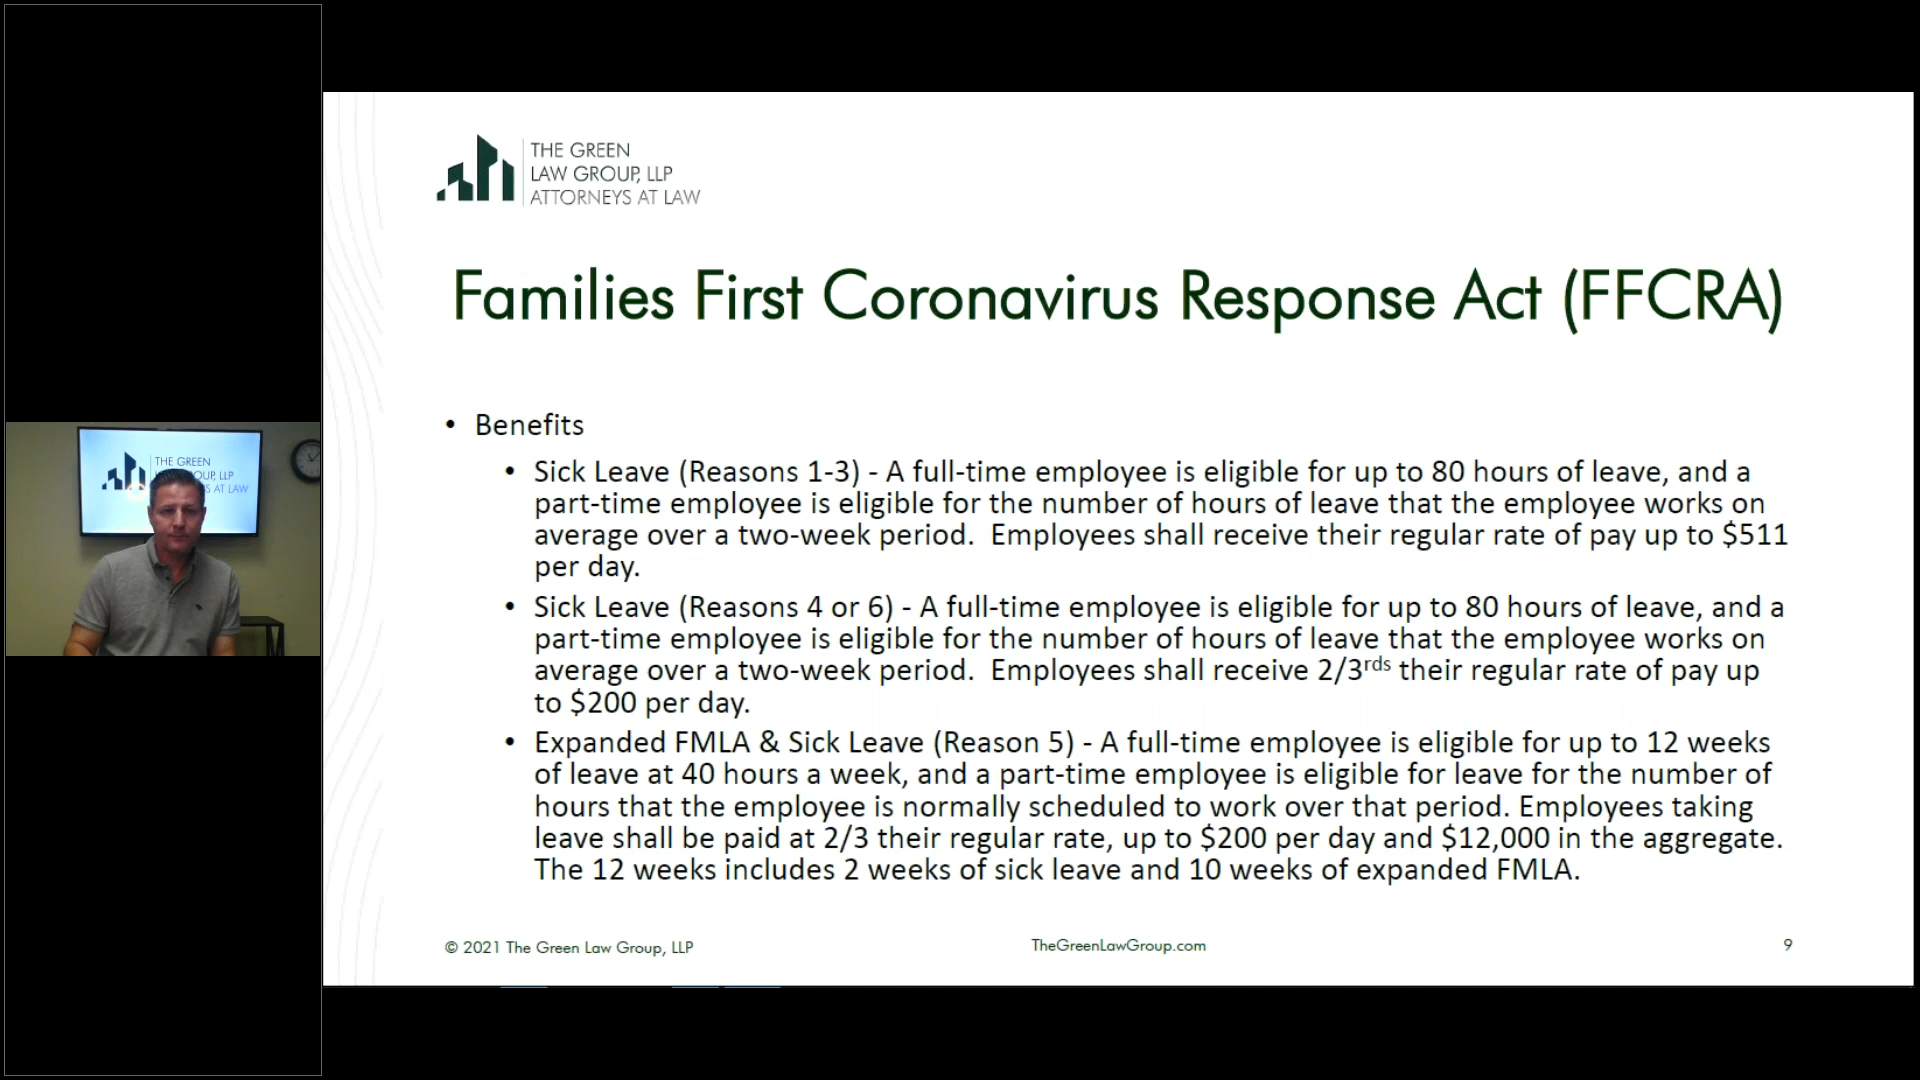 THE GREEN
LAW GROUP, LLP
ATTORNEYS AT LAW
Families First Coronavirus Response Act (FFCRA)
• Benefits
• Sick Leave (Reasons 1-3) - A full-time employee is eligible for up to 80 hours of leave, and a
part-time employee is eligible for the number of hours of leave that the employee works on
average over a two-week period.  Employees shall receive their regular rate of pay up to $511
per day.
• Sick Leave (Reasons 4 or 6) - A full-time employee is eligible for up to 80 hours of leave, and a
part-time employee is eligible for the number of hours of leave that the employee works on
average over a two-week period.  Employees shall receive 2/3rds their regular rate of pay up
to $200 per day.
• Expanded FMLA & Sick Leave (Reason 5) - A full-time employee is eligible for up to 12 weeks
of leave at 40 hours a week, and a part-time employee is eligible for leave for the number of
hours that the employee is normally scheduled to work over that period. Employees taking
leave shall be paid at 2/3 their regular rate, up to $200 per day and $12,000 in the aggregate.
The 12 weeks includes 2 weeks of sick leave and 10 weeks of expanded FMLA.
© 2021 The Green Law Group, LLP
TheGreenLawGroup.com
9
THE GREEN
LLP
AT LAW